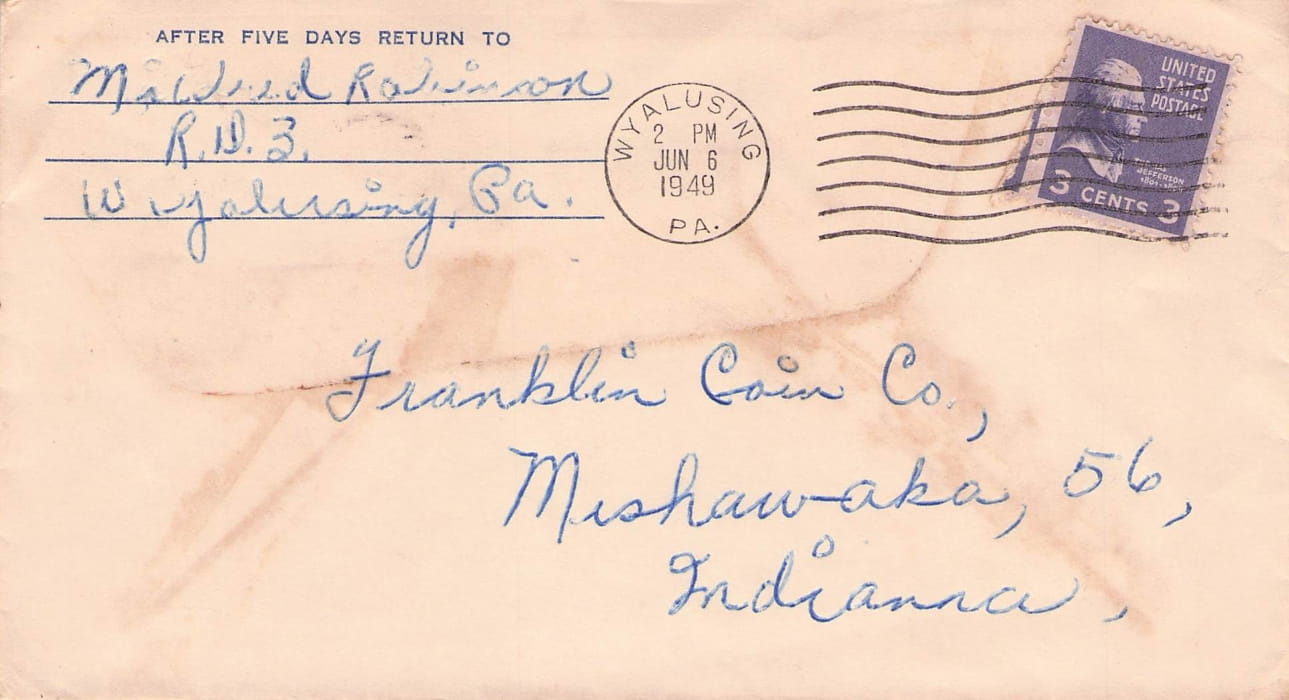 AFTER FIVE DAYS RETURN TO
Mildred Robinson
R.D. 3.
Wyalusing, Pa.
WYALUSING
2 PM
JUN 6
1949
PA.
UNITED
STATES
POSTAGE
JEFFERSON
3 CENTS 3
Franklin Coin Co.,
Mishawaka, 56,
Indianna,